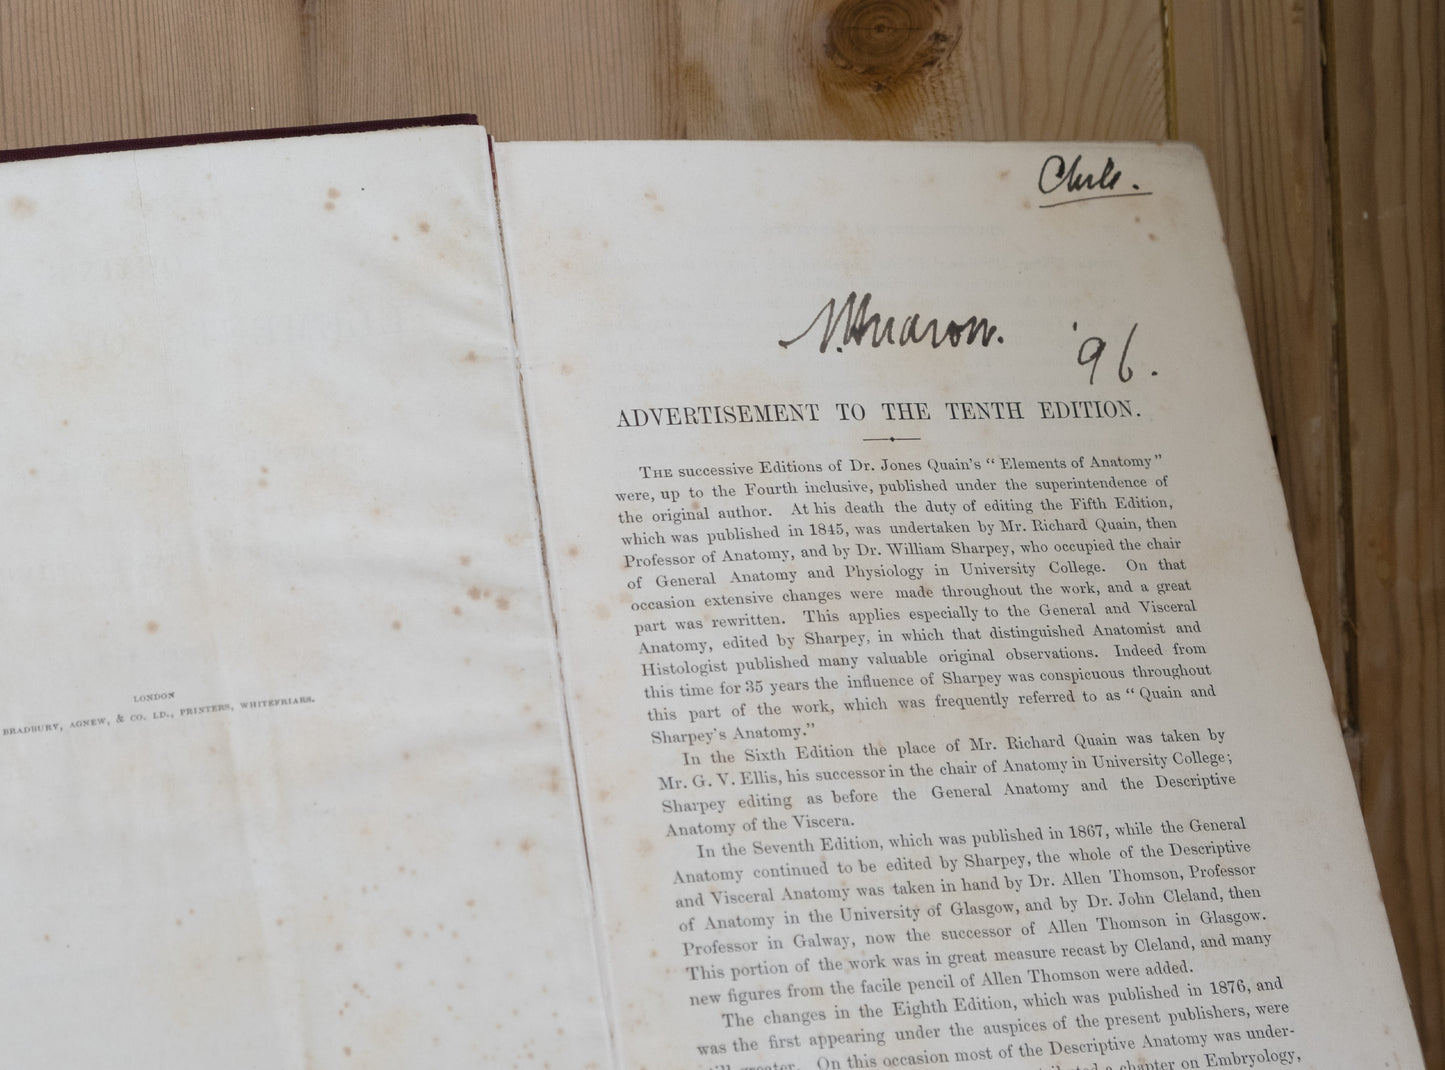 LONDON
BRADBURY, AGNEW, & CO. LD., PRINTERS, WHITEFRIARS.
'96.
ADVERTISEMENT TO THE TENTH EDITION.
THE successive Editions of Dr. Jones Quain's “ Elements of Anatomy”
were, up to the Fourth inclusive, published under the superintendence of
the original author. At his death the duty of editing the Fifth Edition,
which was published in 1845, was undertaken by Mr. Richard Quain, then
Professor of Anatomy, and by Dr. William Sharpey, who occupied the chair
of General Anatomy and Physiology in University College. On that
occasion extensive changes were made throughout the work, and a great
part was rewritten. This applies especially to the General and Visceral
Anatomy, edited by Sharpey, in which that distinguished Anatomist and
Histologist published many valuable original observations. Indeed from
this time for 35 years the influence of Sharpey was conspicuous throughout
this part of the work, which was frequently referred to as “ Quain and
Sharpey's Anatomy.”
In the Sixth Edition the place of Mr. Richard Quain was taken by
Mr. G. V. Ellis, his successor in the chair of Anatomy in University College;
Sharpey editing as before the General Anatomy and the Descriptive
Anatomy of the Viscera.
In the Seventh Edition, which was published in 1867, while the General
Anatomy continued to be edited by Sharpey, the whole of the Descriptive
and Visceral Anatomy was taken in hand by Dr. Allen Thomson, Professor
of Anatomy in the University of Glasgow, and by Dr. John Cleland, then
Professor in Galway, now the successor of Allen Thomson in Glasgow.
This portion of the work was in great measure recast by Cleland, and many
new figures from the facile pencil of Allen Thomson were added.
The changes in the Eighth Edition, which was published in 1876, and
was the first appearing under the auspices of the present publishers, were
greater. On this occasion most of the Descriptive Anatomy was under-
a chapter on Embryology,